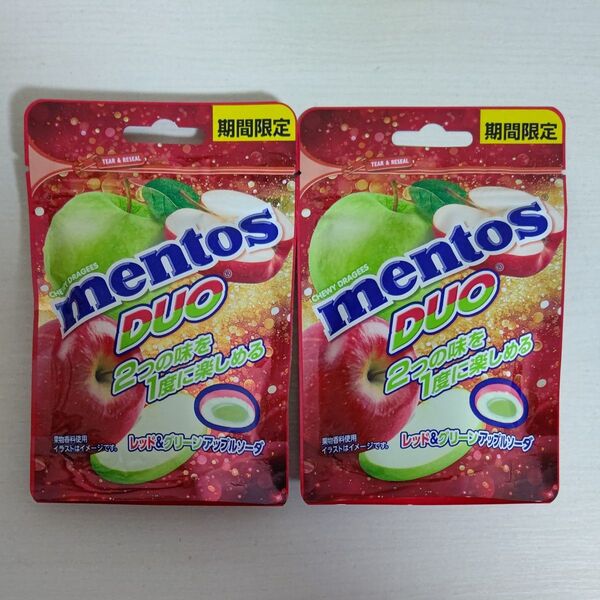 期間限定
TEAR & RESEAL
CHEWY DRAGEES
mentos
DUO®
2つの味を
1度に楽しめる
果物香料使用
イラストはイメージです。
レッド&グリーンアップルソーダ
期間限定
TEAR & RESEAL
CHEWY DRAGEES
mentos
DUO®
2つの味を
1度に楽しめる
果物香料使用
イラストはイメージです。
レッド&グリーンアップルソーダ